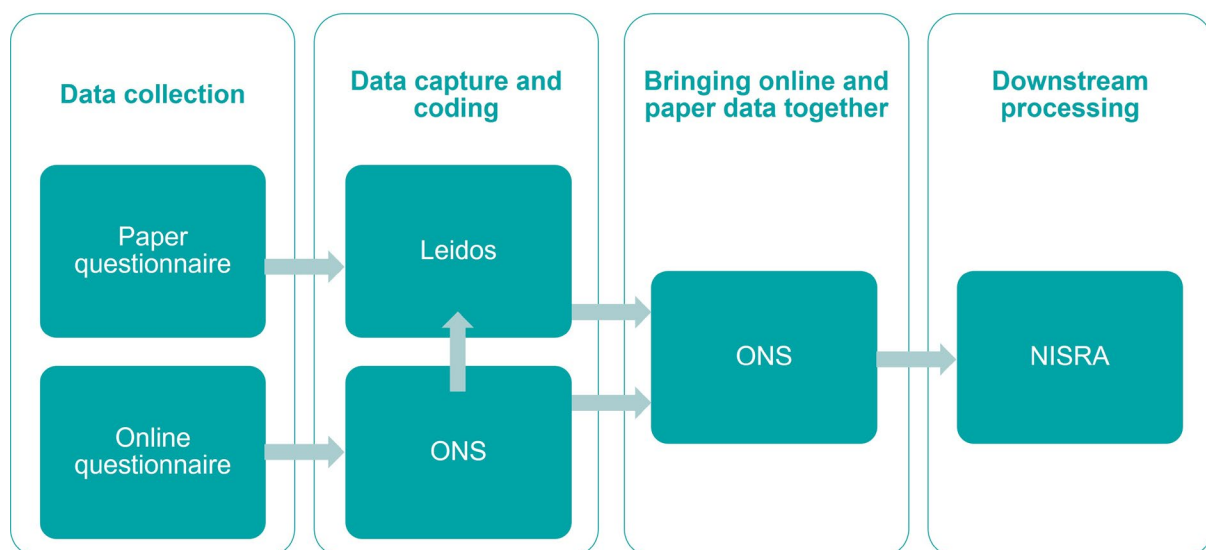 Data collection
Data capture and
coding
Bringing online and
paper data together
Downstream
processing
Paper
questionnaire
Leidos
Online
questionnaire
ONS
ONS
NISRA